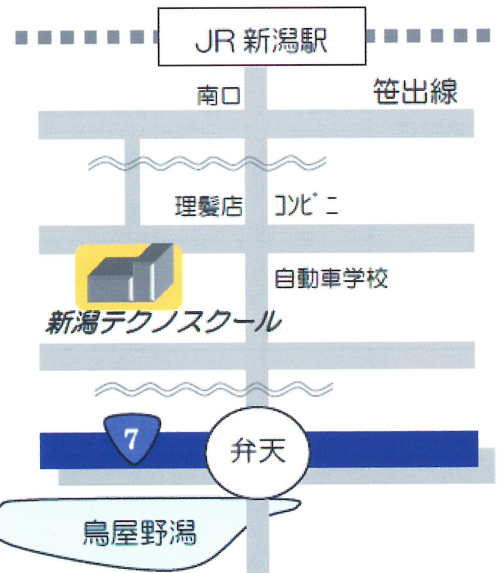 JR 新潟駅
南口
笹出線
理髪店
コンビニ
自動車学校
新潟テクノスクール
7
弁天
鳥屋野潟